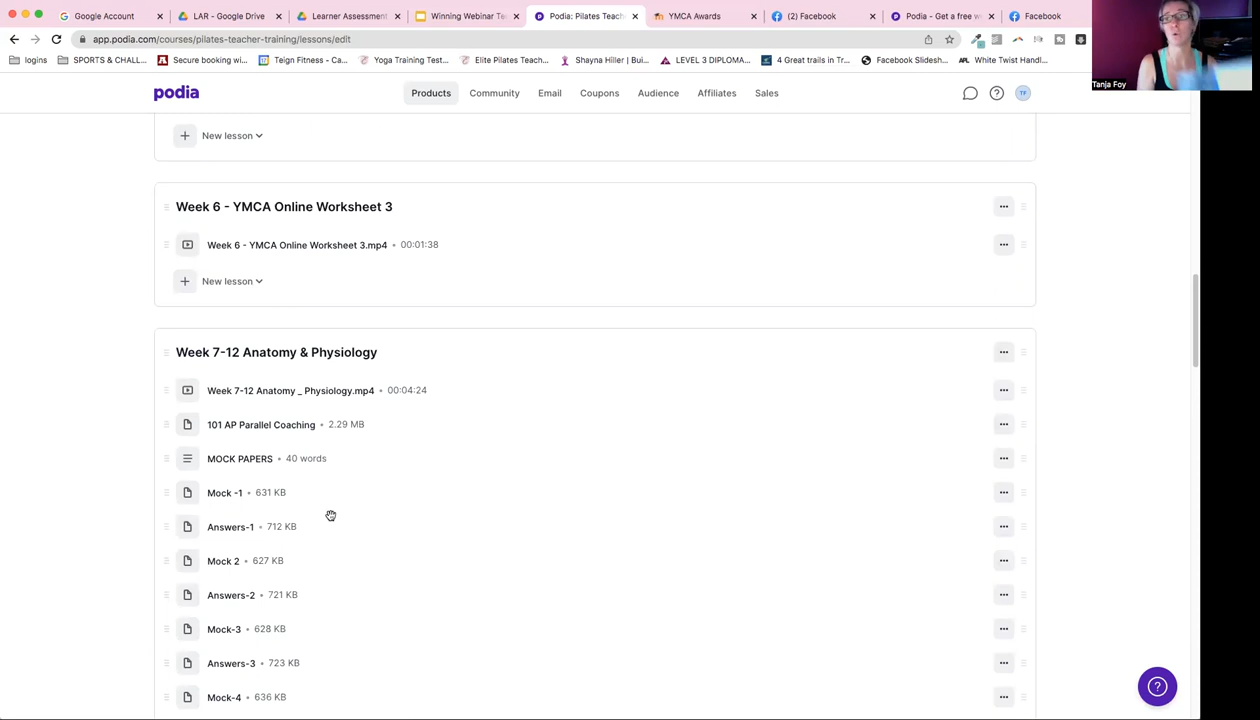 Google Account
LAR - Google Drive
Learner Assessment
Winning Webinar Te
Podia: Pilates Teach
YMCA Awards
(2) Facebook
Podia - Get a free w
Facebook
app.podia.com/courses/pilates-teacher-training/lessons/edit
logins
SPORTS & CHALL...
Secure booking wi...
Teign Fitness - Ca...
Yoga Training Test...
Elite Pilates Teach...
Shayna Hiller | Bui...
LEVEL 3 DIPLOMA...
4 Great trails in Tr...
Facebook Slidesh...
APL White Twist Handl...
Tanja Foy
podia
Products
Community
Email
Coupons
Audience
Affiliates
Sales
TF
New lesson
Week 6 - YMCA Online Worksheet 3
Week 6 - YMCA Online Worksheet 3.mp4 • 00:01:38
New lesson
Week 7-12 Anatomy & Physiology
Week 7-12 Anatomy _ Physiology.mp4 • 00:04:24
101 AP Parallel Coaching • 2.29 MB
MOCK PAPERS • 40 words
Mock -1 • 631 KB
Answers-1 • 712 KB
Mock 2 • 627 KB
Answers-2 • 721 KB
Mock-3 • 628 KB
Answers-3 • 723 KB
Mock-4 • 636 KB